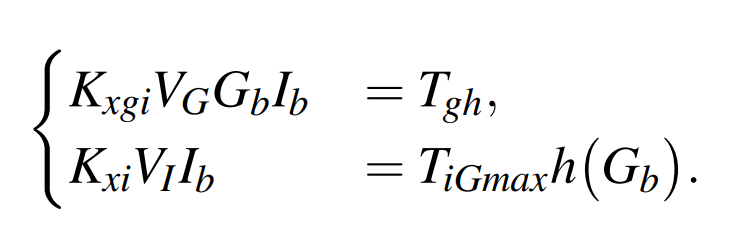 K_{xgi}V_G G_b I_b = T_{gh},
K_{xi}V_I I_b = T_{iGmax}h(G_b).